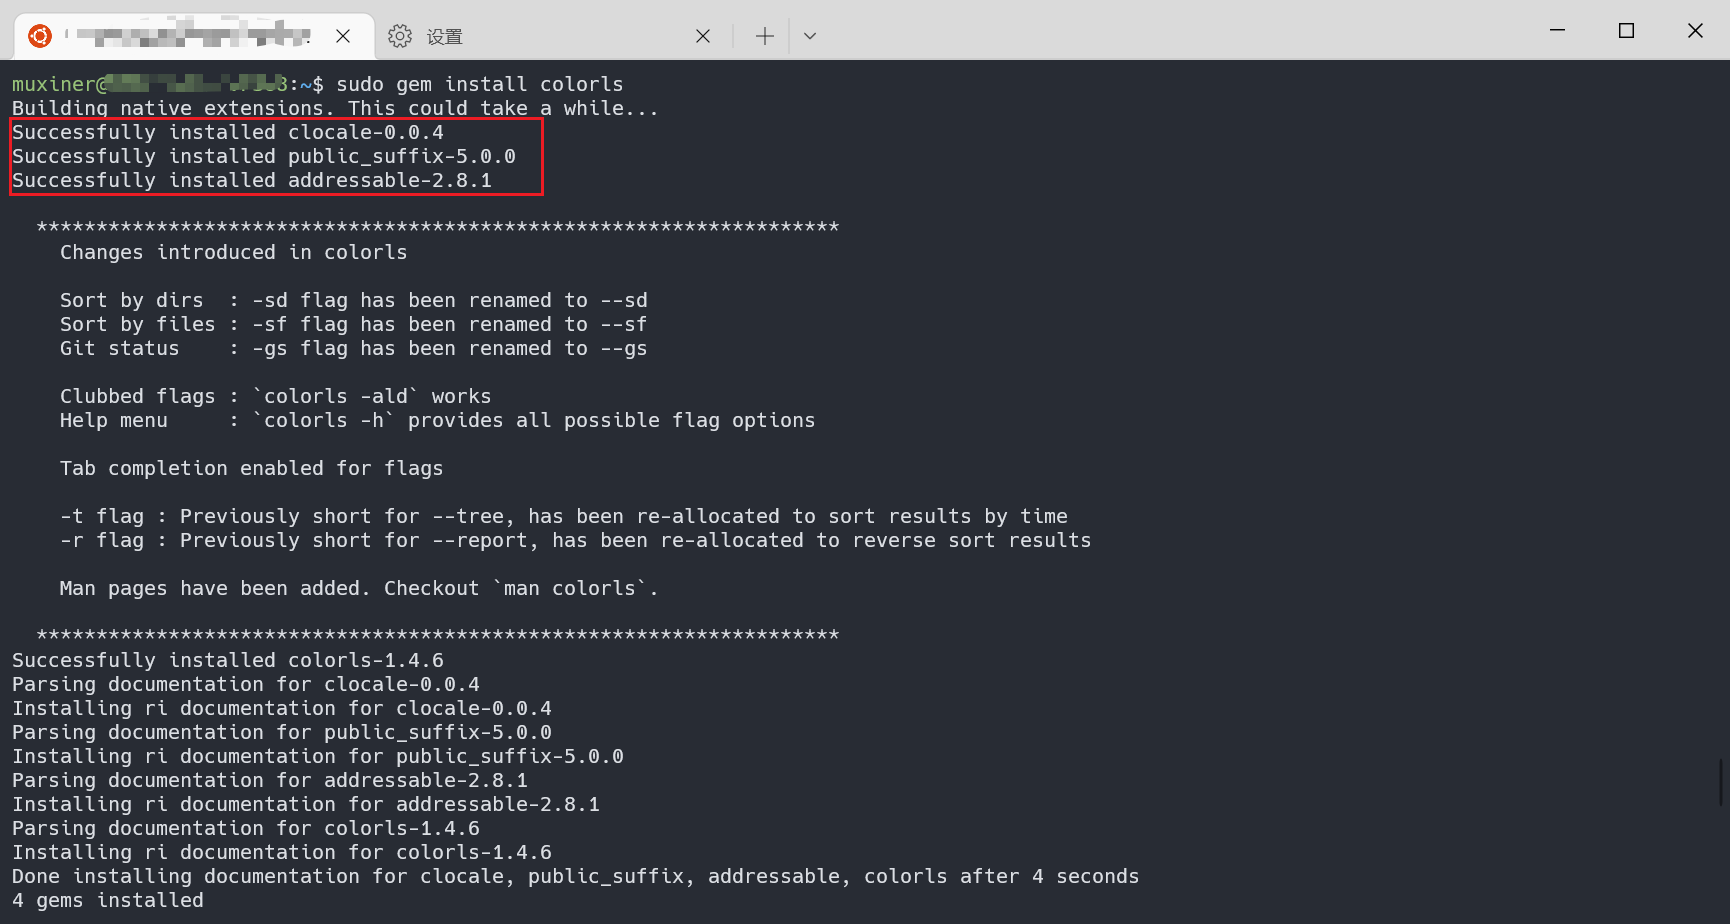 设置
muxiner@ 8:~$ sudo gem install colorls
Building native extensions. This could take a while...
Successfully installed clocale-0.0.4
Successfully installed public_suffix-5.0.0
Successfully installed addressable-2.8.1
*******************************************************************
Changes introduced in colorls
Sort by dirs  : -sd flag has been renamed to --sd
Sort by files : -sf flag has been renamed to --sf
Git status    : -gs flag has been renamed to --gs
Clubbed flags : `colorls -ald` works
Help menu     : `colorls -h` provides all possible flag options
Tab completion enabled for flags
-t flag : Previously short for --tree, has been re-allocated to sort results by time
-r flag : Previously short for --report, has been re-allocated to reverse sort results
Man pages have been added. Checkout `man colorls`.
*******************************************************************
Successfully installed colorls-1.4.6
Parsing documentation for clocale-0.0.4
Installing ri documentation for clocale-0.0.4
Parsing documentation for public_suffix-5.0.0
Installing ri documentation for public_suffix-5.0.0
Parsing documentation for addressable-2.8.1
Installing ri documentation for addressable-2.8.1
Parsing documentation for colorls-1.4.6
Installing ri documentation for colorls-1.4.6
Done installing documentation for clocale, public_suffix, addressable, colorls after 4 seconds
4 gems installed